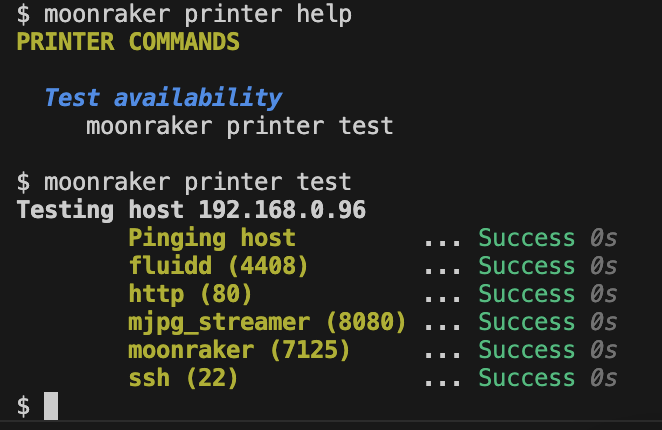 $ moonraker printer help
PRINTER COMMANDS
Test availability
moonraker printer test
$ moonraker printer test
Testing host 192.168.0.96
Pinging host ... Success 0s
fluidd (4408) ... Success 0s
http (80) ... Success 0s
mjpg_streamer (8080) ... Success 0s
moonraker (7125) ... Success 0s
ssh (22) ... Success 0s
$